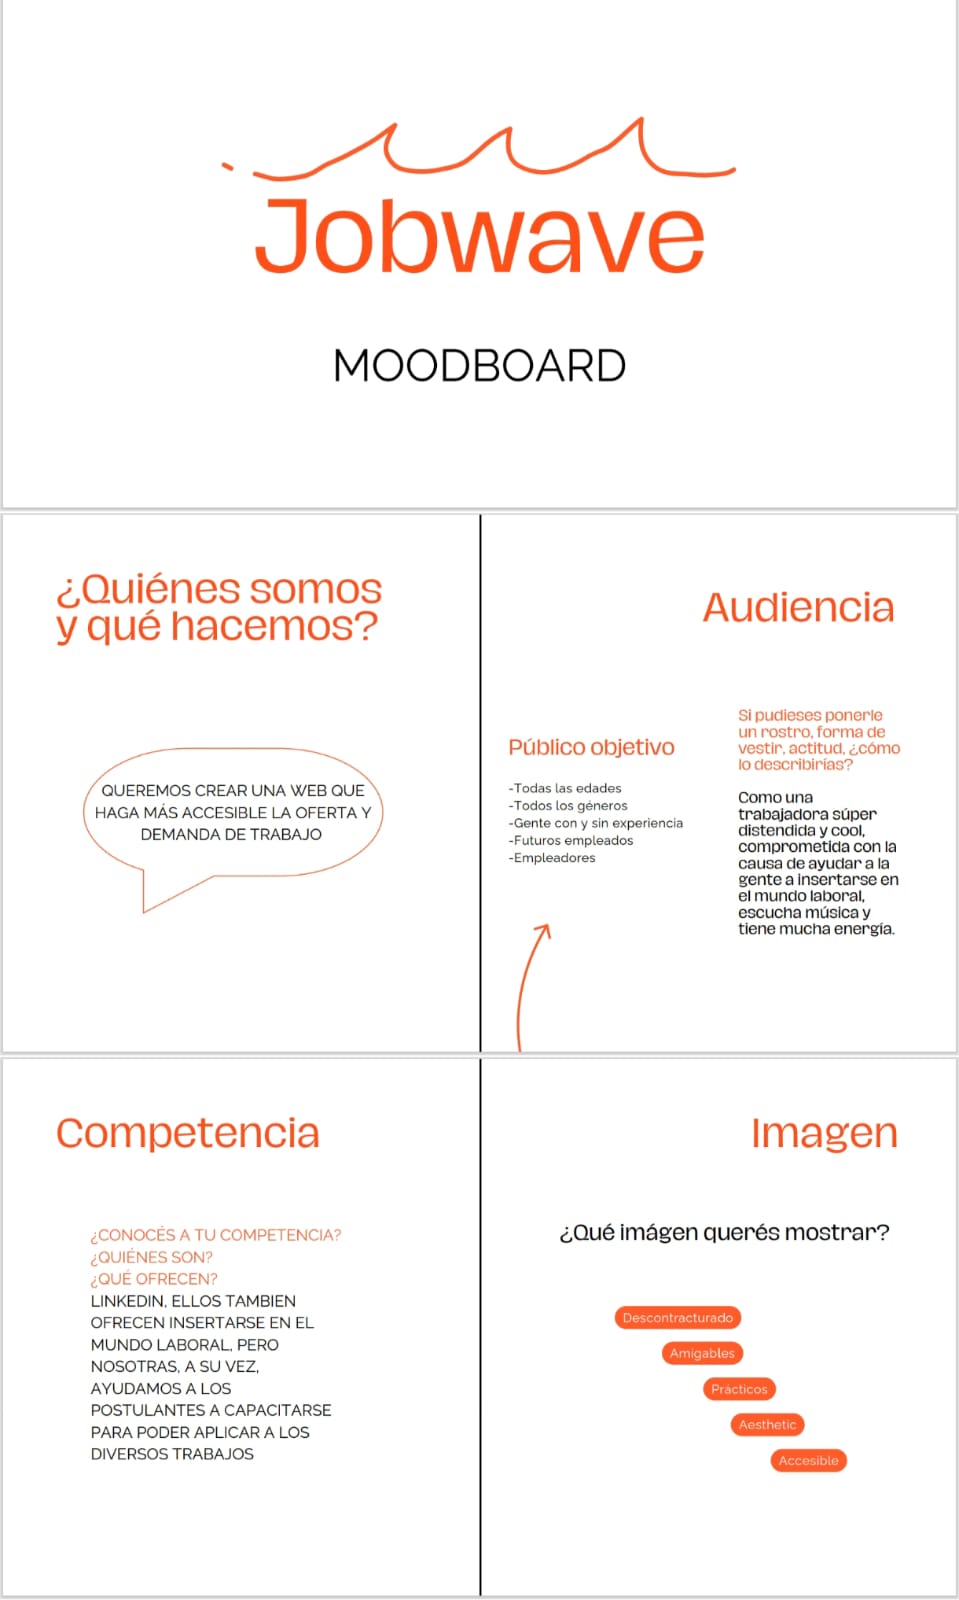 Jobwave
MOODBOARD
¿Quiénes somos
y qué hacemos?
QUEREMOS CREAR UNA WEB QUE
HAGA MÁS ACCESIBLE LA OFERTA Y
DEMANDA DE TRABAJO
Audiencia
Público objetivo
-Todas las edades
-Todos los géneros
-Gente con y sin experiencia
-Futuros empleados
-Empleadores
Si pudieses ponerle
un rostro, forma de
vestir, actitud, ¿cómo
lo describirías?
Como una
trabajadora súper
distendida y cool,
comprometida con la
causa de ayudar a la
gente a insertarse en
el mundo laboral,
escucha música y
tiene mucha energía.
Competencia
¿CONOCÉS A TU COMPETENCIA?
¿QUIÉNES SON?
¿QUÉ OFRECEN?
LINKEDIN, ELLOS TAMBIEN
OFRECEN INSERTARSE EN EL
MUNDO LABORAL, PERO
NOSOTRAS, A SU VEZ,
AYUDAMOS A LOS
POSTULANTES A CAPACITARSE
PARA PODER APLICAR A LOS
DIVERSOS TRABAJOS
Imagen
¿Qué imágen querés mostrar?
Descontracturado
Amigables
Prácticos
Aesthetic
Accesible